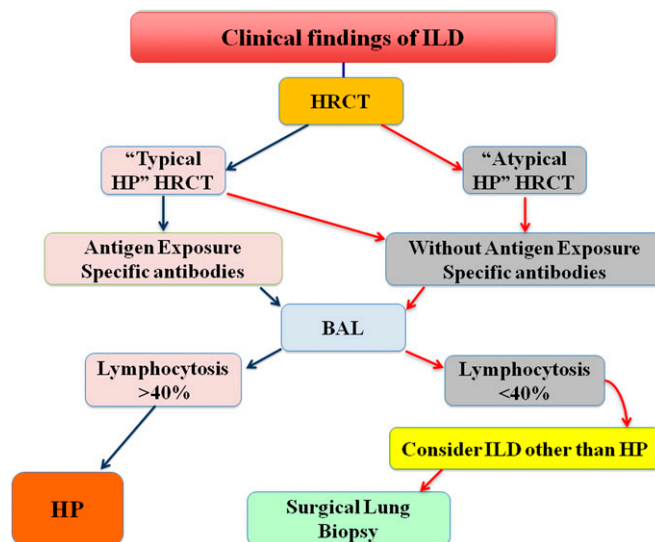 Clinical findings of ILD
HRCT
“Typical
HP” HRCT
“Atypical
HP” HRCT
Antigen Exposure
Specific antibodies
Without Antigen Exposure
Specific antibodies
BAL
Lymphocytosis
>40%
Lymphocytosis
<40%
Consider ILD other than HP
HP
Surgical Lung
Biopsy